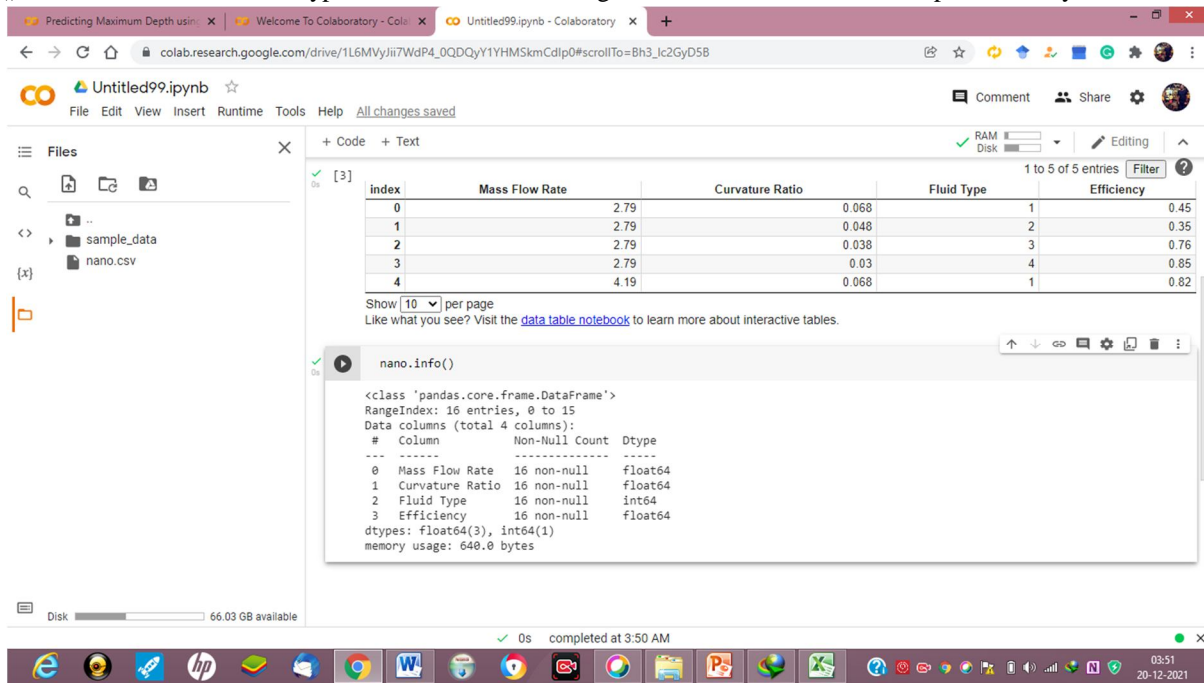 Predicting Maximum Depth using
Welcome To Colaboratory - Cola
Untitled99.ipynb - Colaboratory
colab.research.google.com/drive/1L6MVyJii7WdP4_0QDQyY1YHMSkmCdIp0#scrollTo=Bh3_Ic2GyD5B
Untitled99.ipynb
Comment
Share
File Edit View Insert Runtime Tools Help All changes saved
Files
+ Code + Text
RAM
Disk
Editing
[3]
0s
1 to 5 of 5 entries Filter
index Mass Flow Rate Curvature Ratio Fluid Type Efficiency
0 2.79 0.068 1 0.45
1 2.79 0.048 2 0.35
2 2.79 0.038 3 0.76
3 2.79 0.03 4 0.85
4 4.19 0.068 1 0.82
..
sample_data
nano.csv
{x}
Show 10 per page
Like what you see? Visit the data table notebook to learn more about interactive tables.
0s
nano.info()
<class 'pandas.core.frame.DataFrame'>
RangeIndex: 16 entries, 0 to 15
Data columns (total 4 columns):
# Column Non-Null Count Dtype
--- ------ -------------- -----
0 Mass Flow Rate 16 non-null float64
1 Curvature Ratio 16 non-null float64
2 Fluid Type 16 non-null int64
3 Efficiency 16 non-null float64
dtypes: float64(3), int64(1)
memory usage: 640.0 bytes
Disk 66.03 GB available
0s completed at 3:50 AM
03:51
20-12-2021